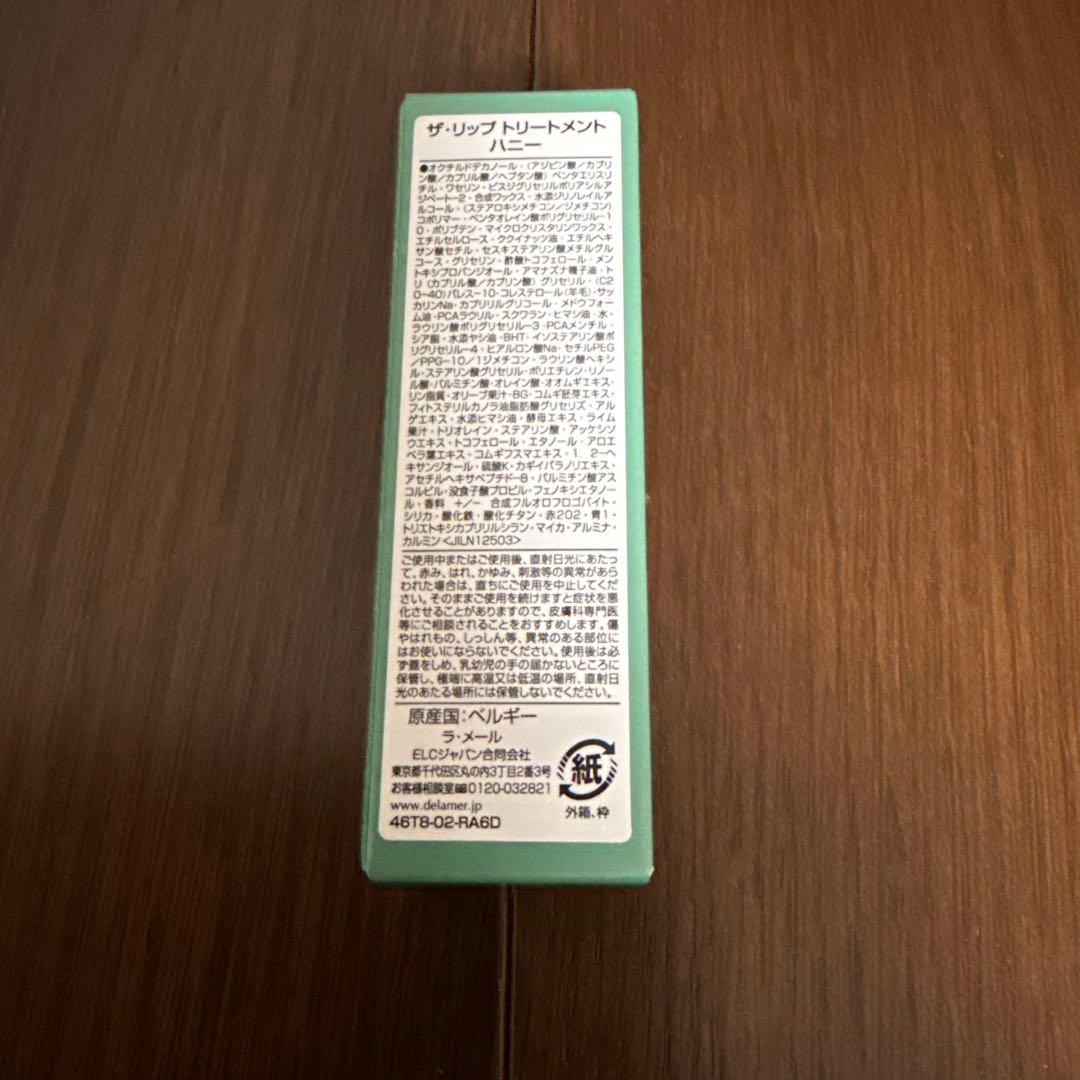 ザ・リップ トリートメント
ハニー
●オクチルドデカノール・(アジピン酸/カプリ
ン酸/カプリル酸/ヘプタン酸) ペンタエリスリ
チル・ワセリン・ビスジグリセリルポリアシルア
ジペート-2・合成ワックス・水添ジリノレイルア
ルコール・(ステアロキシメチコン/ジメチコン)
コポリマー・ペンタオレイン酸ポリグリセリル-1
0・ポリブテン・マイクロクリスタリンワックス・
エチルセルロース・ククイナッツ油・エチルヘキ
サン酸セチル・セスキステアリン酸メチルグル
コース・グリセリン・酢酸トコフェロール・メン
トキシプロパンジオール・アマナズナ種子油・ト
リ (カプリル酸/カプリン酸) グリセリル・(C2
0-40) パレス-10・コレステロール(羊毛)・サッ
カリンNa・カプリリルグリコール・メドウフォー
ム油・PCAラウリル・スクワラン・ヒマシ油・水・
ラウリン酸ポリグリセリル-3・PCAメンチル・
シア脂・水添ヤシ油・BHT・イソステアリン酸ポ
リグリセリル-4・ヒアルロン酸Na・セチルPEG
/PPG-10/1ジメチコン・ラウリン酸ヘキシ
ル・ステアリン酸グリセリル・ポリエチレン・リノー
ル酸・パルミチン酸・オレイン酸・オオムギエキス・
リン脂質・オリーブ果汁・BG・コムギ胚芽エキス・
フィトステリルカノラ油脂肪酸グリセリズ・アル
ゲエキス・水添ヒマシ油・酵母エキス・ライム
果汁・トリオレイン・ステアリン酸・アッケシソ
ウエキス・トコフェロール・エタノール・アロエ
ベラ葉エキス・コムギフスマエキス・1，2-ヘ
キサンジオール・硫酸K・カギイバラノリエキス・
アセチルヘキサペプチド-8・パルミチン酸アス
コルビル・没食子酸プロピル・フェノキシエタノー
ル・香料 +/- 合成フルオロフロゴパイト・
シリカ・酸化鉄・酸化チタン・赤202・青1・
トリエトキシカプリリルシラン・マイカ・アルミナ・
カルミン<JILN12503>
ご使用中またはご使用後、直射日光にあたっ
て、赤み、はれ、かゆみ、刺激等の異常があら
われた場合は、直ちにご使用を中止してくだ
さい。そのままご使用を続けますと症状を悪
化させることがありますので、皮膚科専門医
等にご相談されることをおすすめします。傷
やはれもの、しっしん等、異常のある部位に
はお使いにならないでください。使用後は必
ず蓋をしめ、乳幼児の手の届かないところに
保管し、極端に高温又は低温の場所、直射日
光のあたる場所には保管しないでください。
原産国：ベルギー
ラ・メール
ELCジャパン合同会社
東京都千代田区丸の内3丁目2番3号
お客様相談室 0120-032821
www.delamer.jp
46T8-02-RA6D
紙
外箱、枠